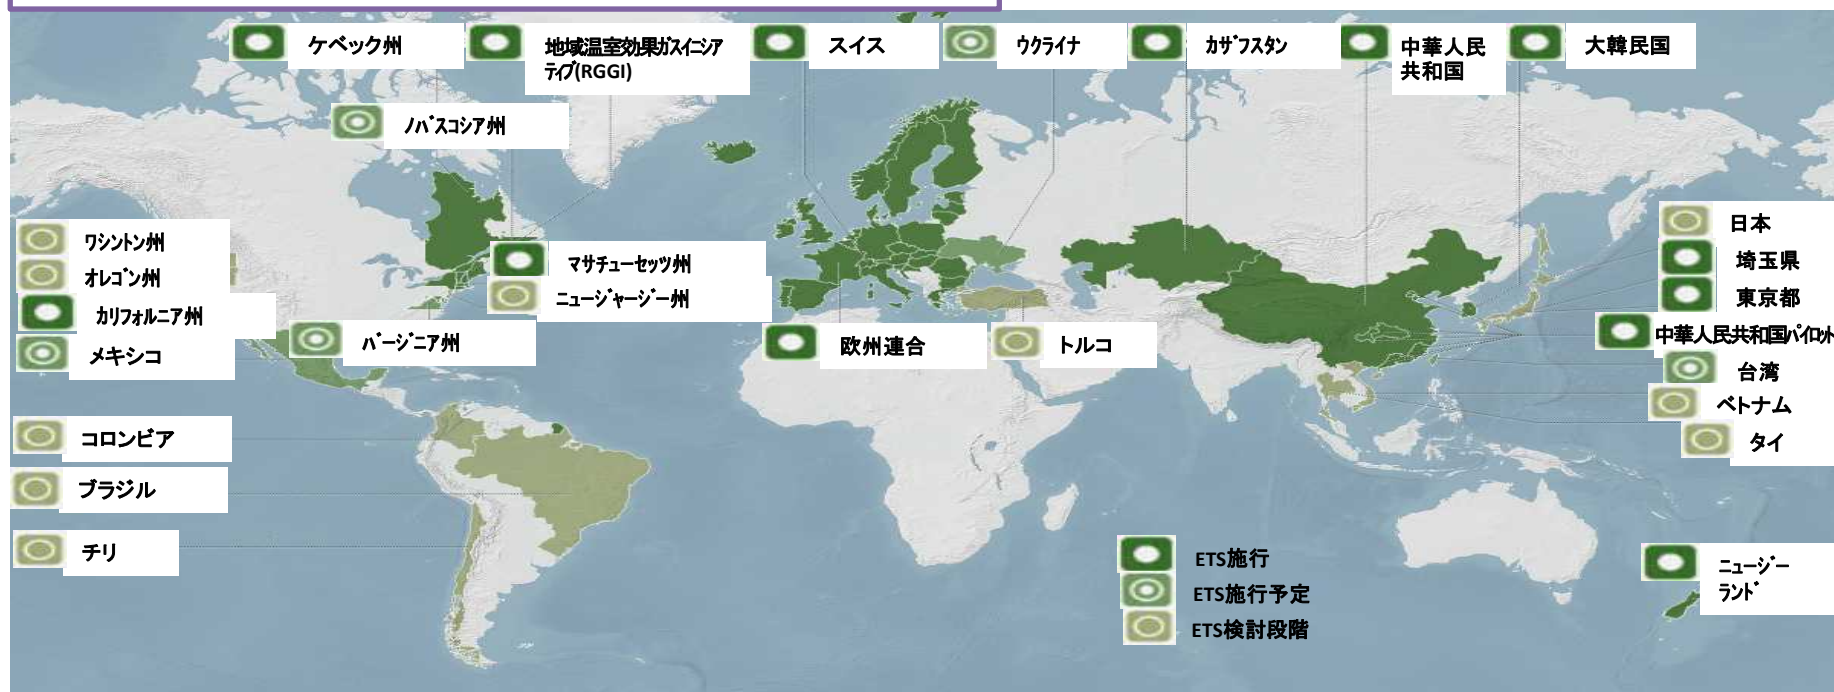 ケベック州
地域温室効果ガスイニシア
ティブ(RGGI)
スイス
ウクライナ
カザフスタン
中華人民
共和国
大韓民国
ノバスコシア州
ワシントン州
オレゴン州
カリフォルニア州
メキシコ
バージニア州
マサチューセッツ州
ニュージャージー州
欧州連合
トルコ
日本
埼玉県
東京都
中華人民共和国パイロット
台湾
ベトナム
タイ
コロンビア
ブラジル
チリ
ETS施行
ETS施行予定
ETS検討段階
ニュージー
ランド